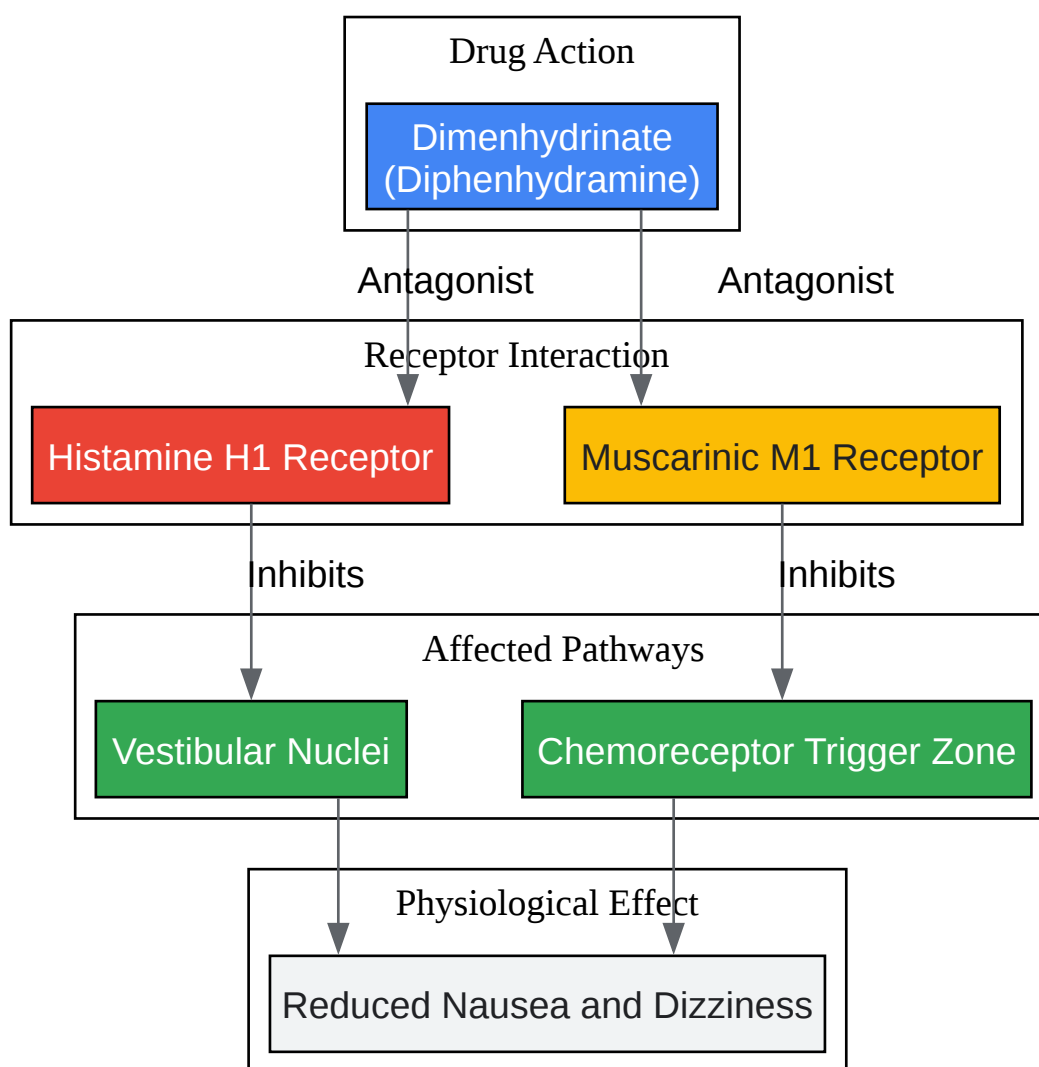 Drug Action
Dimenhydrinate
(Diphenhydramine)
Antagonist
Antagonist
Receptor Interaction
Histamine H1 Receptor
Muscarinic M1 Receptor
Inhibits
Inhibits
Affected Pathways
Vestibular Nuclei
Chemoreceptor Trigger Zone
Physiological Effect
Reduced Nausea and Dizziness